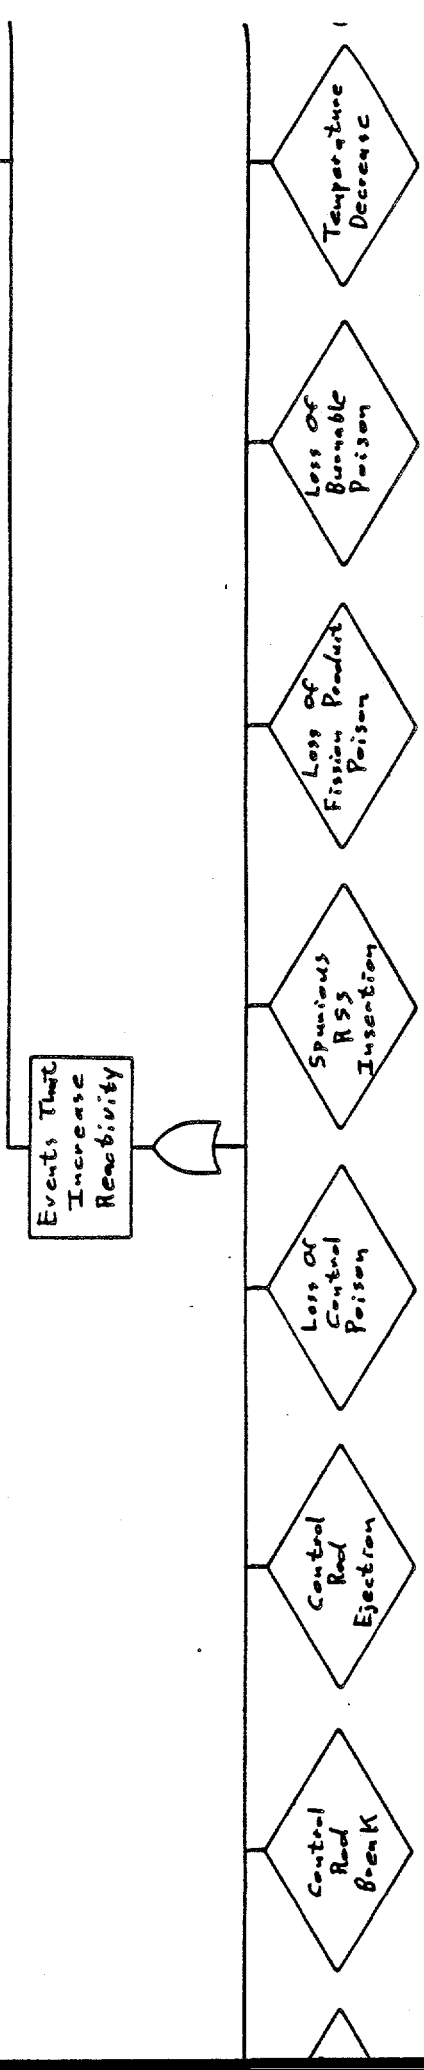 Events That
Increase
Reactivity
Control
Rod
Break
Control
Rod
Ejection
Loss of
Control
Poison
Spurious
RSS
Insertion
Loss of
Fission Product
Poison
Loss of
Burnable
Poison
Temperature
Decrease